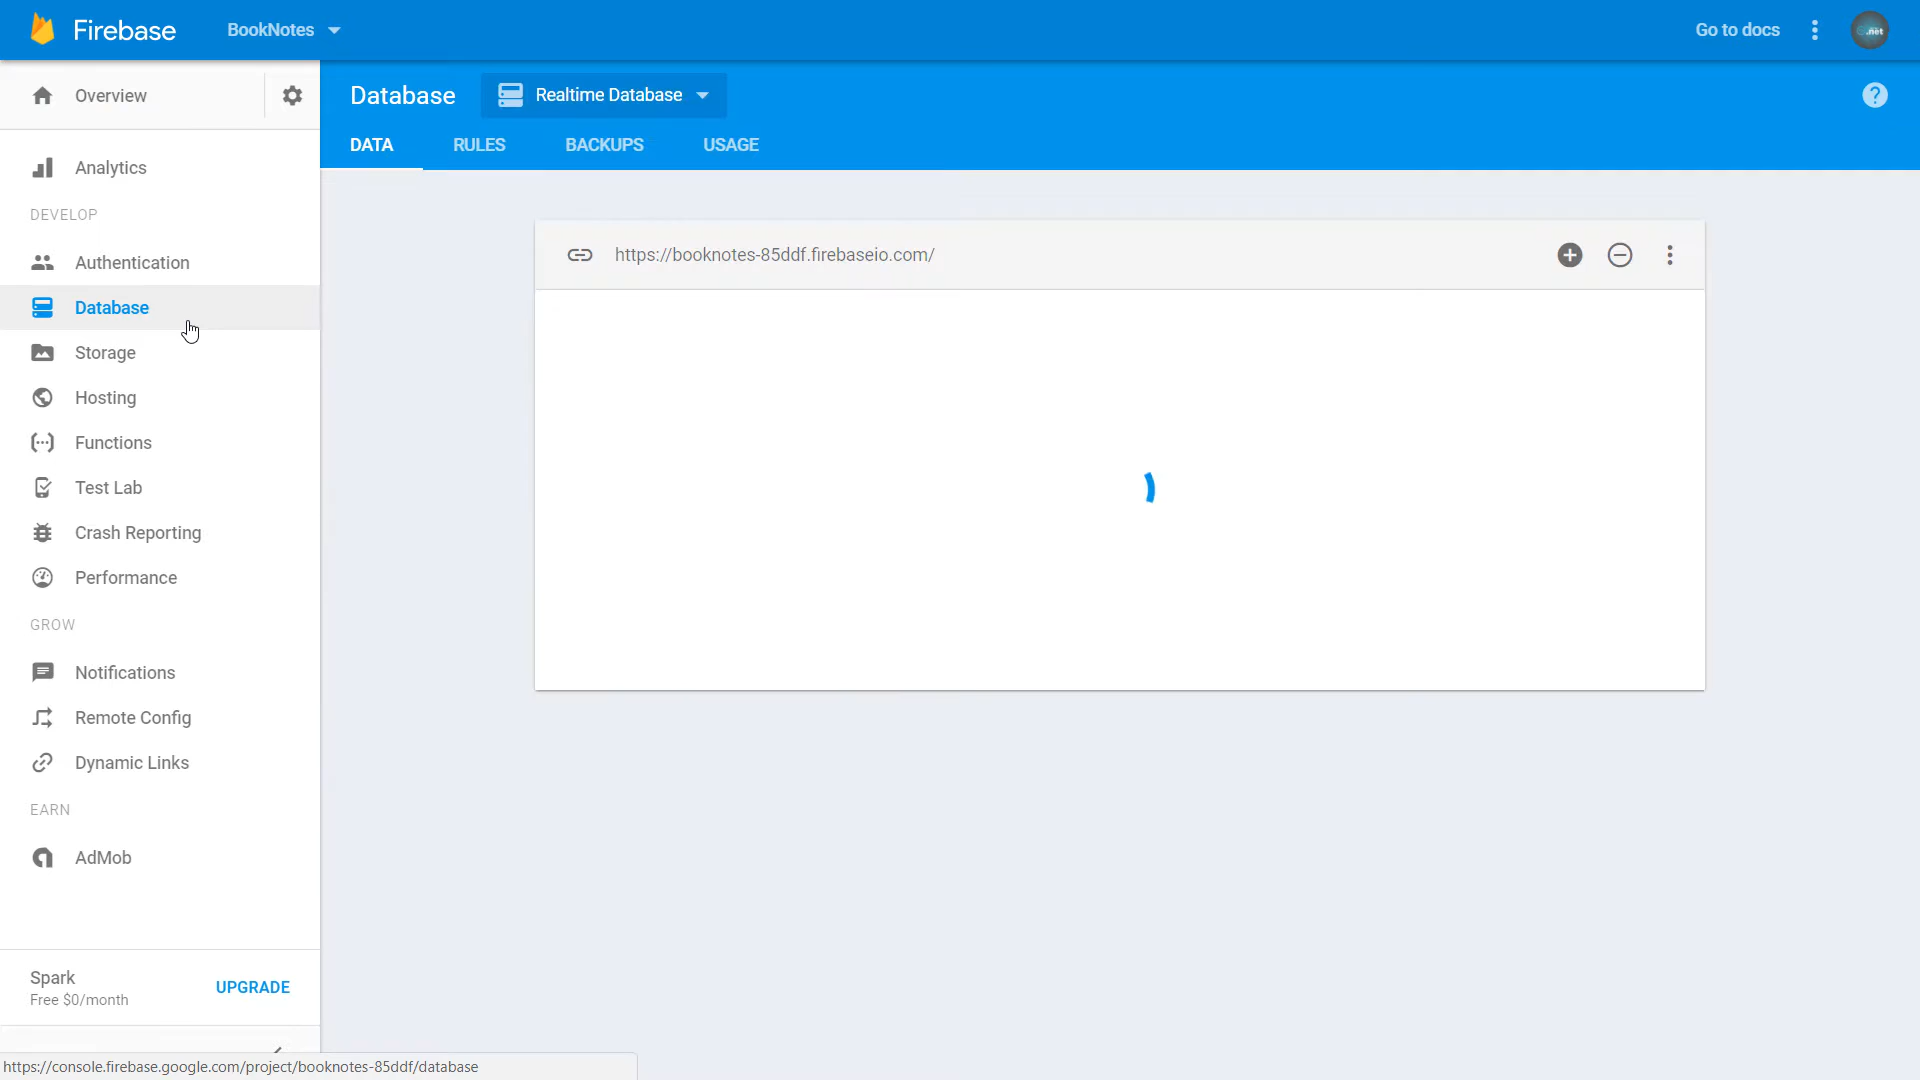 Firebase
BookNotes
Go to docs
.net
Overview
Database
Realtime Database
?
DATA
RULES
BACKUPS
USAGE
Analytics
DEVELOP
Authentication
Database
Storage
Hosting
Functions
Test Lab
Crash Reporting
Performance
GROW
Notifications
Remote Config
Dynamic Links
EARN
AdMob
https://booknotes-85ddf.firebaseio.com/
Spark
Free $0/month
UPGRADE
https://console.firebase.google.com/project/booknotes-85ddf/database